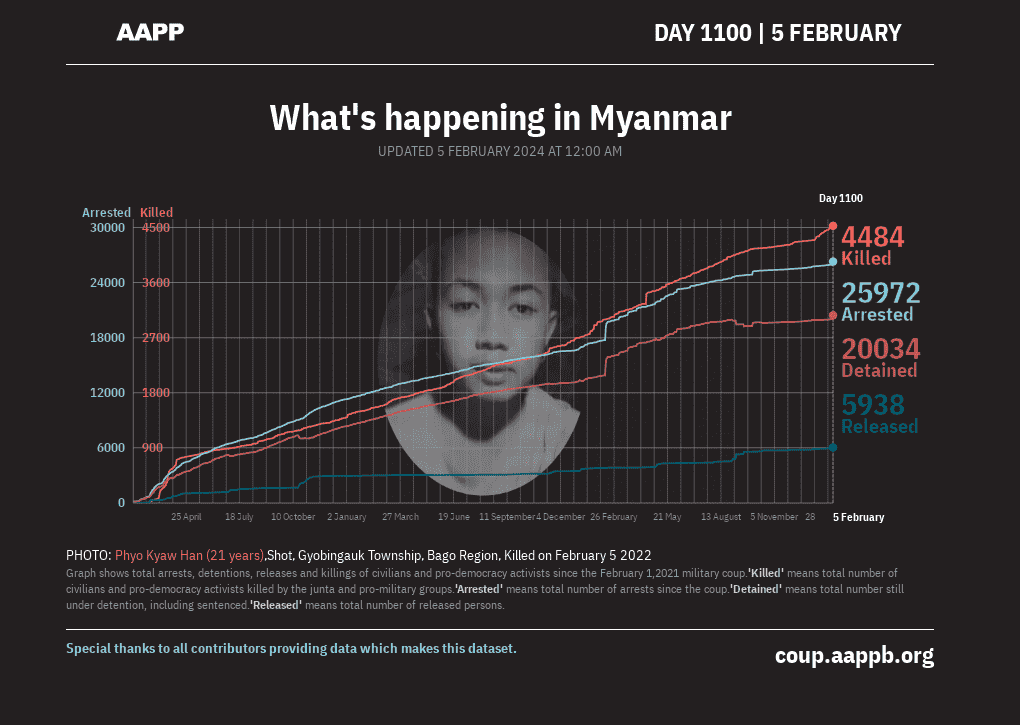 AAPP
DAY 1100 | 5 FEBRUARY
What's happening in Myanmar
UPDATED 5 FEBRUARY 2024 AT 12:00 AM
Day 1100
Arrested Killed
30000 4500
24000 3600
18000 2700
12000 1800
6000 900
0
4484
Killed
25972
Arrested
20034
Detained
5938
Released
25 April 18 July 10 October 2 January 27 March 19 June 11 September 4 December 26 February 21 May 13 August 5 November 28 5 February
PHOTO: Phyo Kyaw Han (21 years),Shot, Gyobingauk Township, Bago Region, Killed on February 5 2022
Graph shows total arrests, detentions, releases and killings of civilians and pro-democracy activists since the February 1,2021 military coup.'Killed' means total number of
civilians and pro-democracy activists killed by the junta and pro-military groups.'Arrested' means total number of arrests since the coup.'Detained' means total number still
under detention, including sentenced.'Released' means total number of released persons.
Special thanks to all contributors providing data which makes this dataset.
coup.aappb.org